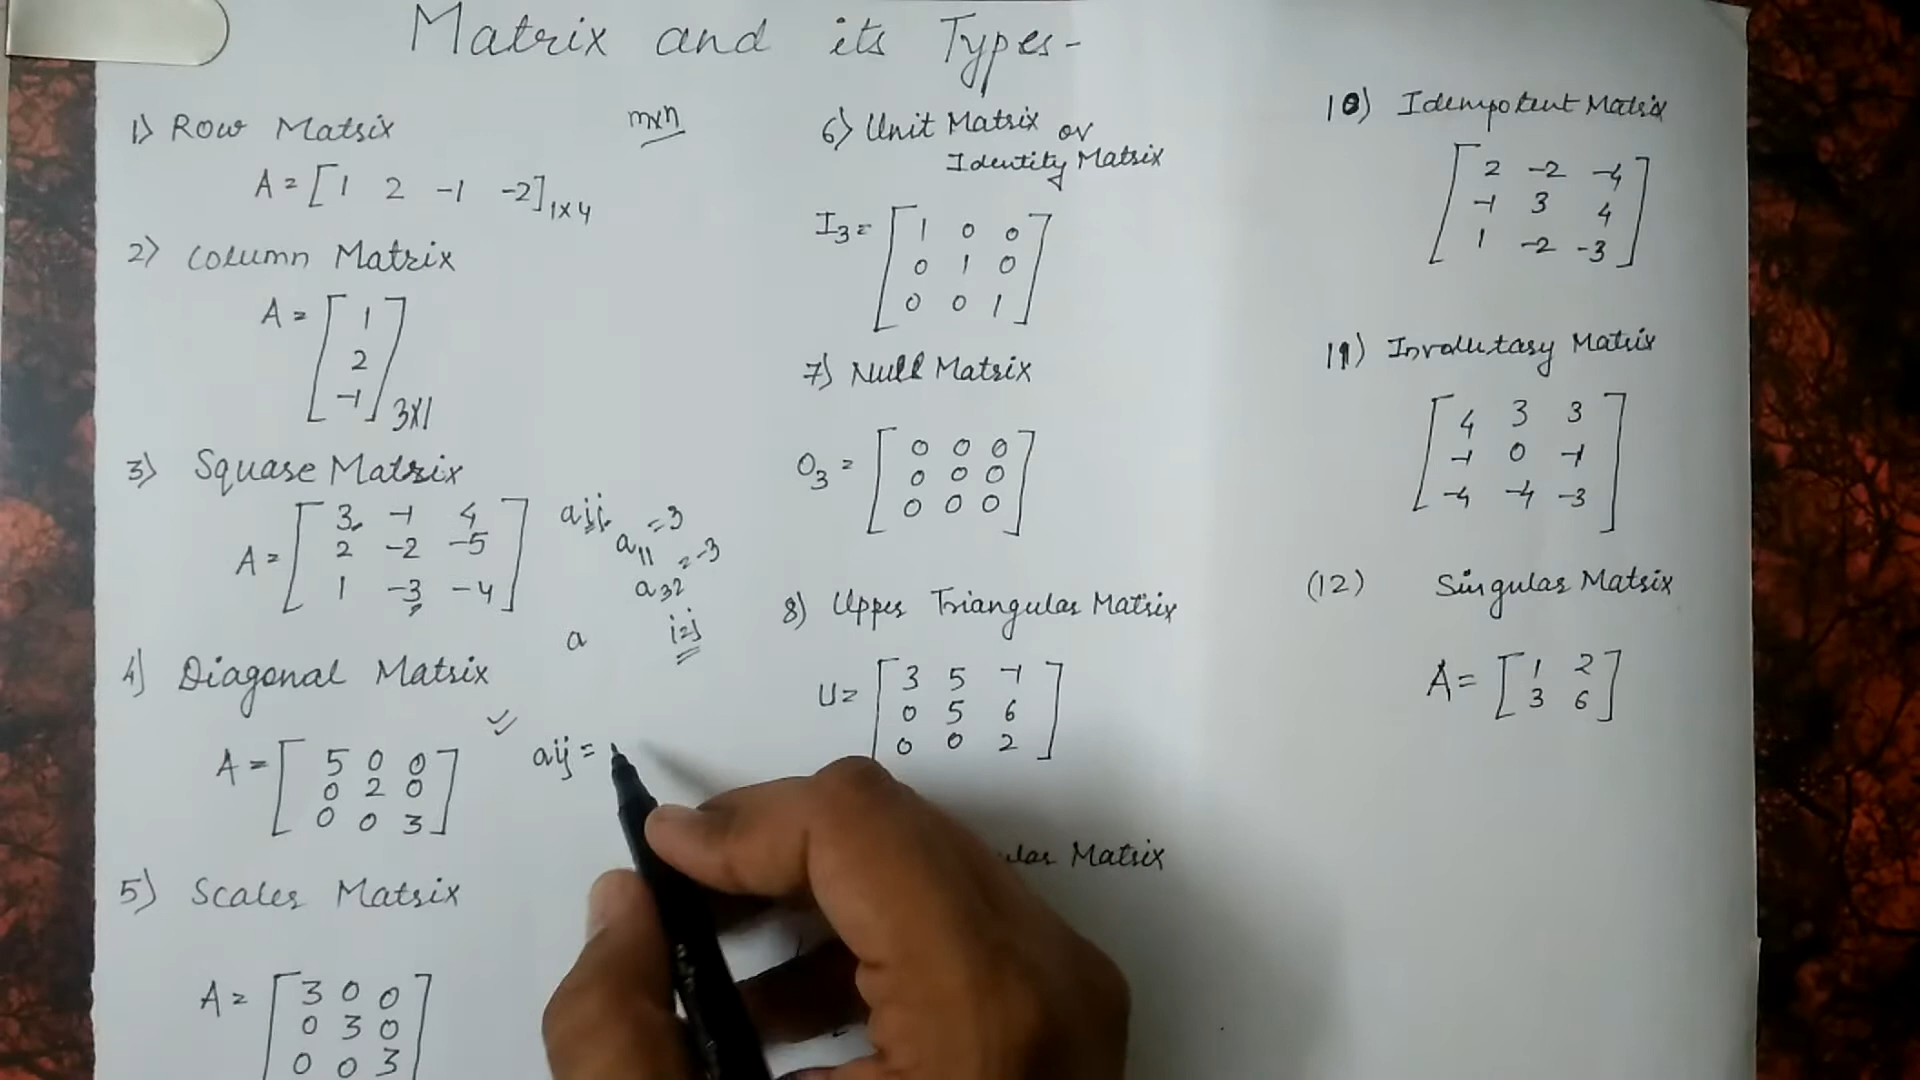 Matrix and its Types-
1) Row Matrix
mxn
A = [1 2 -1 -2]1x4
2) Column Matrix
A = [1
2
-1] 3x1
3) Square Matrix
A = [3 -1 4
2 -2 -5
1 -3 -4]
aij
a11 = 3
a32 = -3
a i=j
4) Diagonal Matrix
A = [5 0 0
0 2 0
0 0 3]
aij =
5) Scaler Matrix
A = [3 0 0
0 3 0
0 0 3
6) Unit Matrix or
Identity Matrix
I3 = [1 0 0
0 1 0
0 0 1]
7) Null Matrix
O3 = [0 0 0
0 0 0
0 0 0]
8) Upper Triangular Matrix
U = [3 5 -1
0 5 6
0 0 2]
ular Matrix
10) Idempotent Matrix
[2 -2 -4
-1 3 4
1 -2 -3]
11) Involutary Matrix
[4 3 3
-1 0 -1
-4 -4 -3]
(12) Singular Matrix
A = [1 2
3 6]